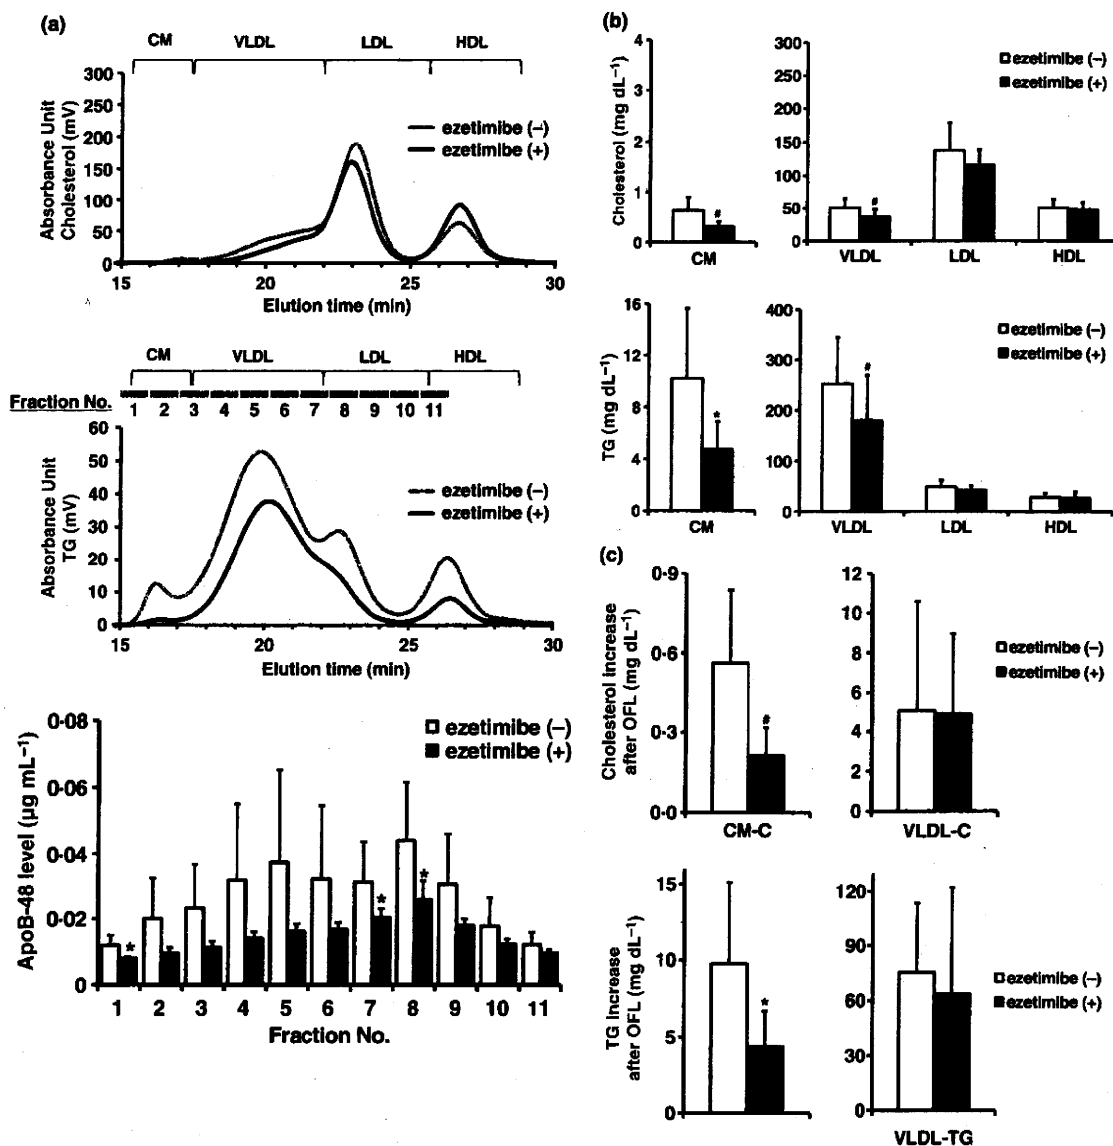 (a)
CM VLDL LDL HDL
Absorbance Unit
Cholesterol (mV)
300
250
200
150
100
50
0
ezetimibe (–)
ezetimibe (+)
15 20 25 30
Elution time (min)
CM VLDL LDL HDL
Fraction No. 1 2 3 4 5 6 7 8 9 10 11
Absorbance Unit
TG (mV)
60
50
40
30
20
10
0
ezetimibe (–)
ezetimibe (+)
15 20 25 30
Elution time (min)
ApoB-48 level (µg mL⁻¹)
0·08
0·06
0·04
0·02
0
ezetimibe (–)
ezetimibe (+)
* * *
1 2 3 4 5 6 7 8 9 10 11
Fraction No.
(b)
Cholesterol (mg dL⁻¹)
4
3
2
1
0
#
CM
300
250
200
150
100
50
0
ezetimibe (–)
ezetimibe (+)
#
VLDL LDL HDL
TG (mg dL⁻¹)
16
12
8
4
0
*
CM
400
300
200
100
0
ezetimibe (–)
ezetimibe (+)
#
VLDL LDL HDL
(c)
Cholesterol increase
after OFL (mg dL⁻¹)
0·9
0·6
0·3
0·0
#
CM-C
12
10
8
6
4
2
0
ezetimibe (–)
ezetimibe (+)
VLDL-C
TG increase
after OFL (mg dL⁻¹)
15
10
5
0
*
120
90
60
30
0
ezetimibe (–)
ezetimibe (+)
VLDL-TG